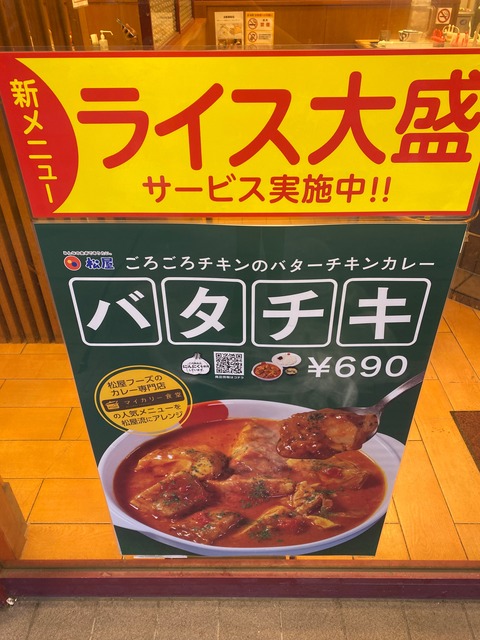 新メニュー
ライス大盛
サービス実施中!!
松屋
ごろごろチキンのバターチキンカレー
バタチキ
にんにく
¥690
松屋フーズの
カレー専門店
マイカリー食堂
の人気メニューを
松屋流にアレンジ